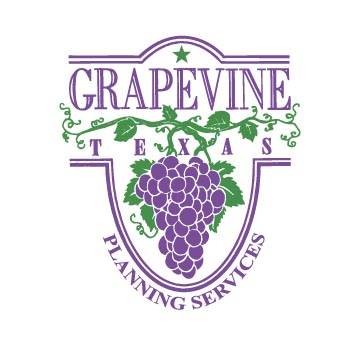 GRAPEVINE
TEXAS
PLANNING SERVICES